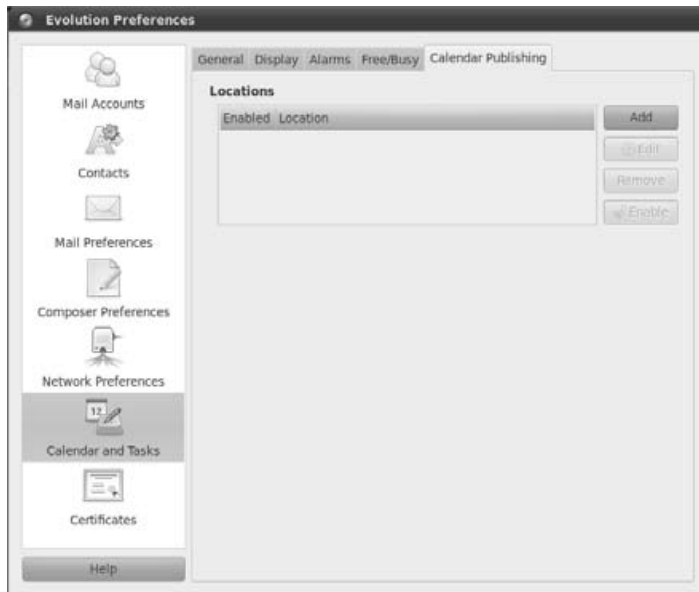 Evolution Preferences
Mail Accounts
Contacts
Mail Preferences
Composer Preferences
Network Preferences
12
Calendar and Tasks
Certificates
Help
General Display Alarms Free/Busy Calendar Publishing
Locations
Enabled Location
Add
Edit
Remove
Enable